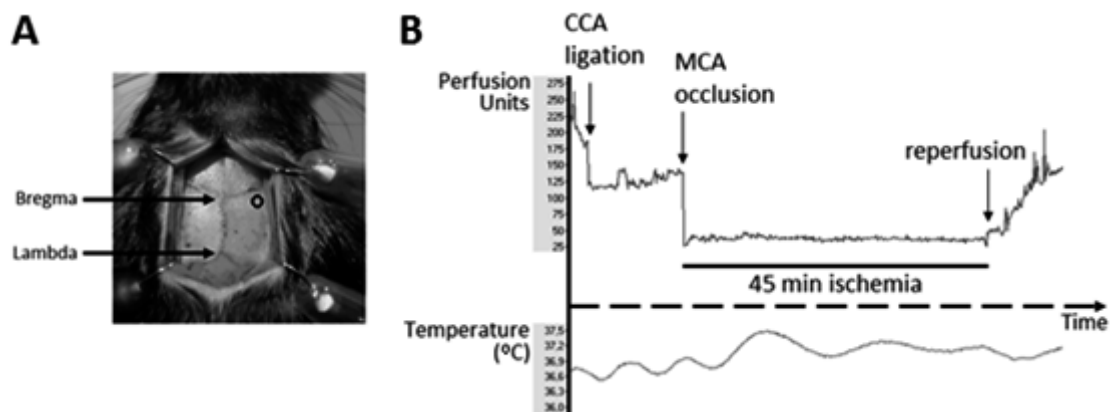 A
B
Bregma
Lambda
CCA
ligation
MCA
occlusion
reperfusion
Perfusion
Units
275
250
225
200
175
150
125
100
75
50
25
45 min ischemia
Time
Temperature
(ºC)
37.5
37.2
36.9
36.6
36.3
36.0